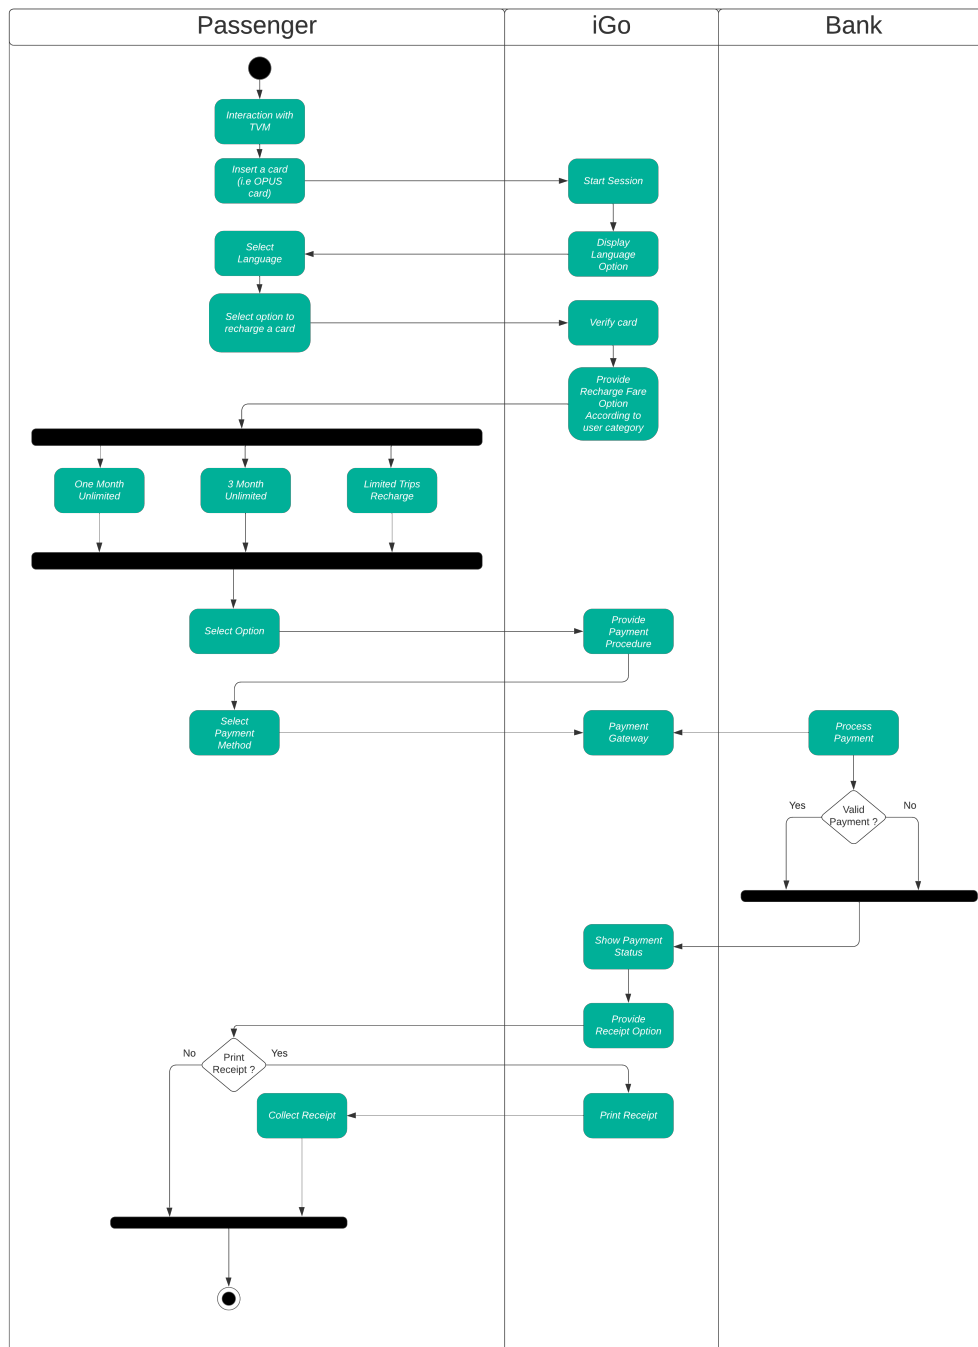 Passenger
iGo
Bank
Interaction with
TVM
Insert a card
(i.e OPUS
card)
Start Session
Select
Language
Display
Language
Option
Select option to
recharge a card
Verify card
Provide
Recharge Fare
Option
According to
user category
One Month
Unlimited
3 Month
Unlimited
Limited Trips
Recharge
Select Option
Provide
Payment
Procedure
Select
Payment
Method
Payment
Gateway
Process
Payment
Yes
Valid
Payment ?
No
Show Payment
Status
Provide
Receipt Option
No
Print
Receipt ?
Yes
Collect Receipt
Print Receipt